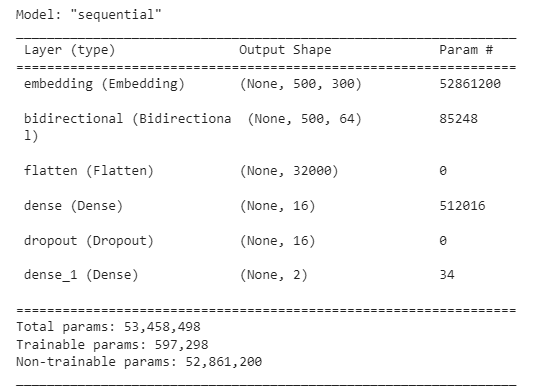 Model: "sequential"
_________________________________________________________________
Layer (type) Output Shape Param #
=================================================================
embedding (Embedding) (None, 500, 300) 52861200
bidirectional (Bidirectiona (None, 500, 64) 85248
l)
flatten (Flatten) (None, 32000) 0
dense (Dense) (None, 16) 512016
dropout (Dropout) (None, 16) 0
dense_1 (Dense) (None, 2) 34
=================================================================
Total params: 53,458,498
Trainable params: 597,298
Non-trainable params: 52,861,200
_________________________________________________________________